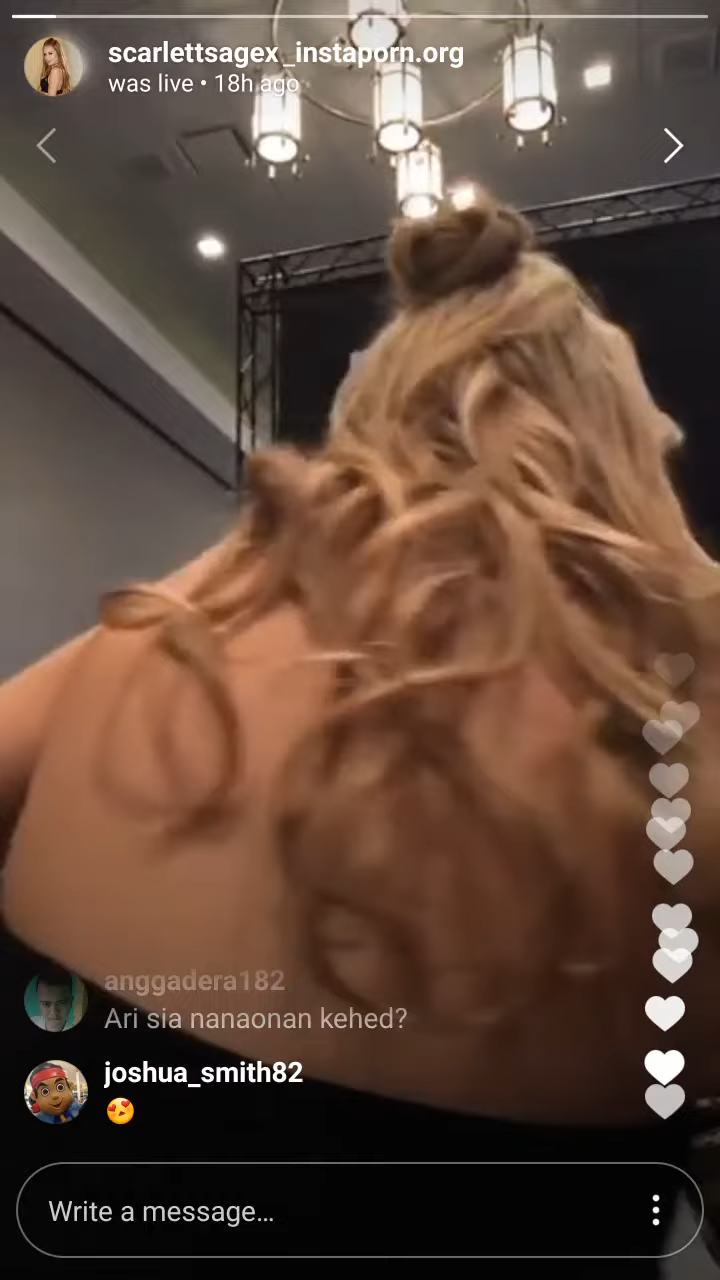 scarlettsagex_instaporn.org
was live • 18h ago
anggadera182
Ari sia nanaonan kehed?
joshua_smith82
😍
Write a message...